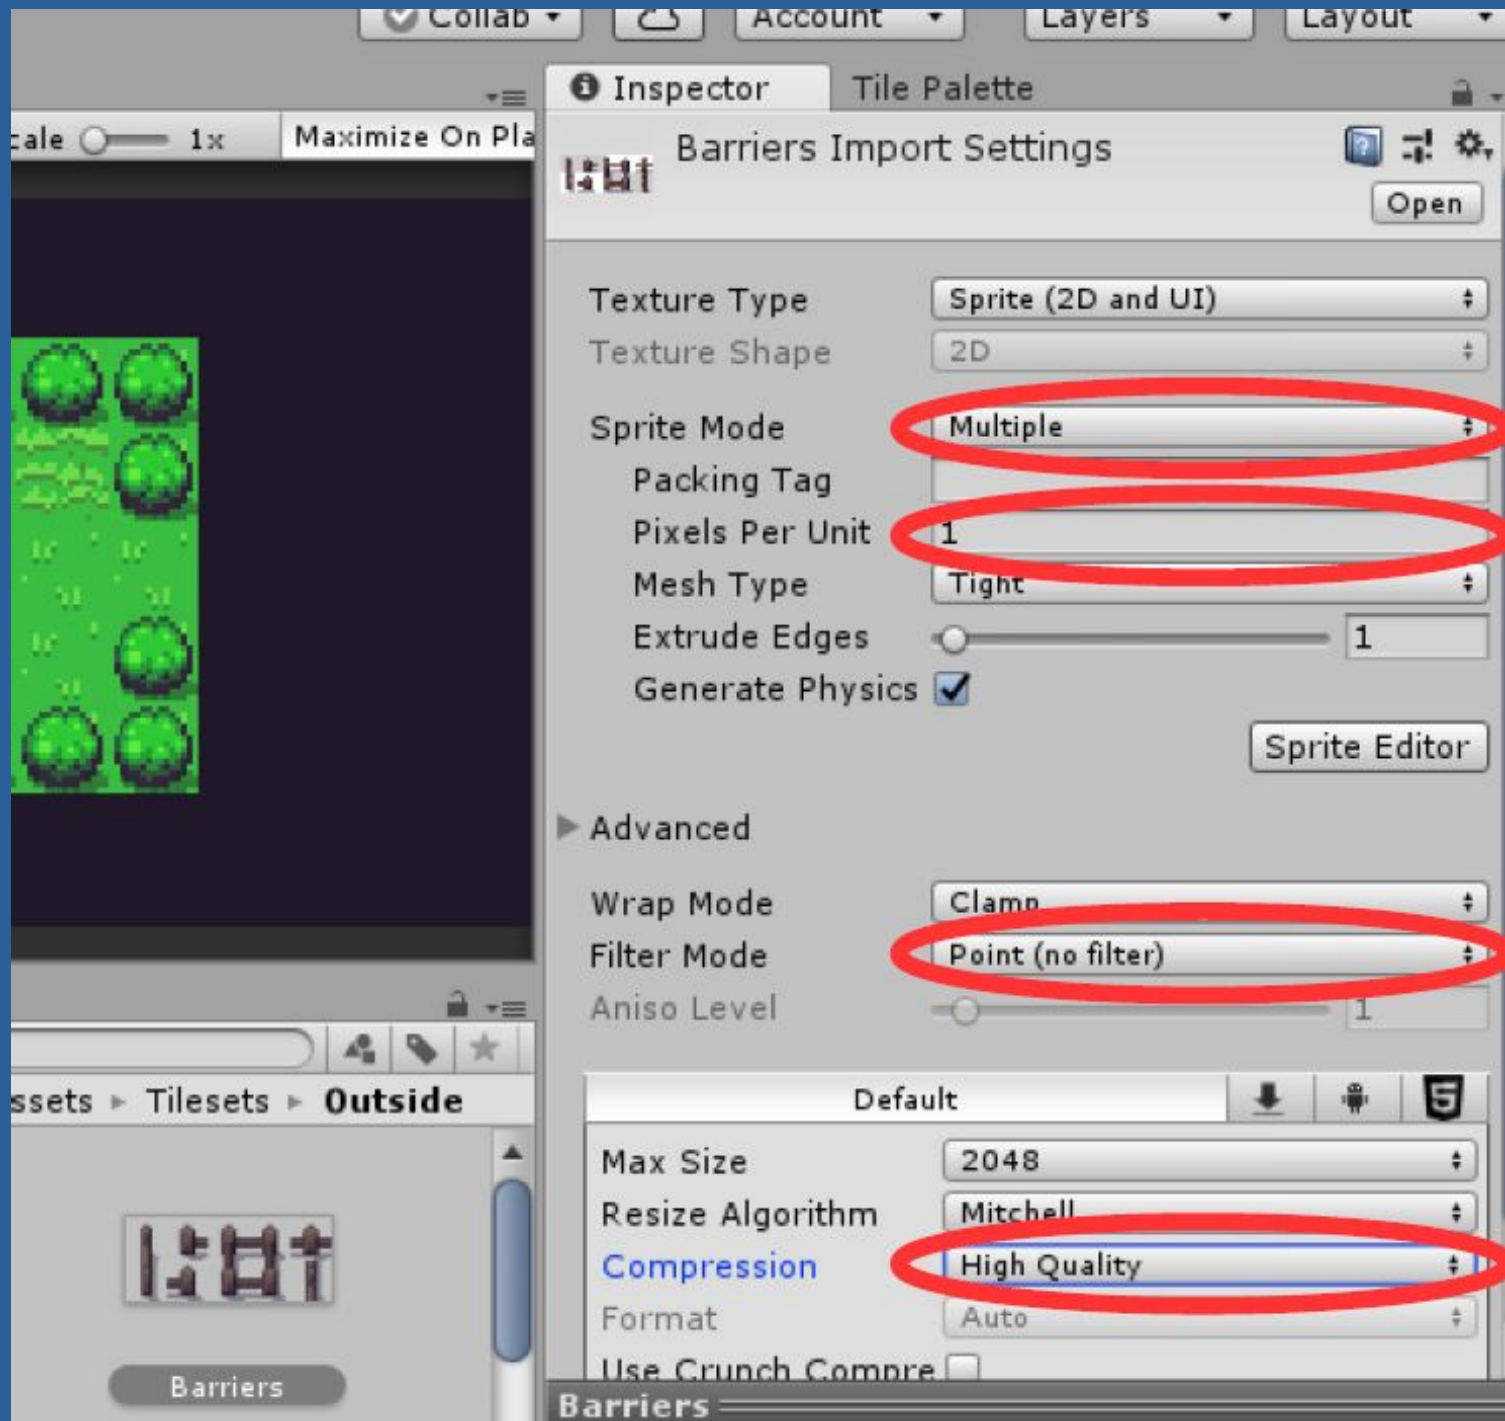 Collab
Account
Layers
Layout
Inspector
Tile Palette
cale 1x
Maximize On Pla
Barriers Import Settings
Open
Texture Type Sprite (2D and UI)
Texture Shape 2D
Sprite Mode Multiple
Packing Tag
Pixels Per Unit 1
Mesh Type Tight
Extrude Edges 1
Generate Physics
Sprite Editor
Advanced
Wrap Mode Clamp
Filter Mode Point (no filter)
Aniso Level 1
ssets Tilesets Outside
Default
Max Size 2048
Resize Algorithm Mitchell
Compression High Quality
Format Auto
Use Crunch Compre
Barriers
Barriers